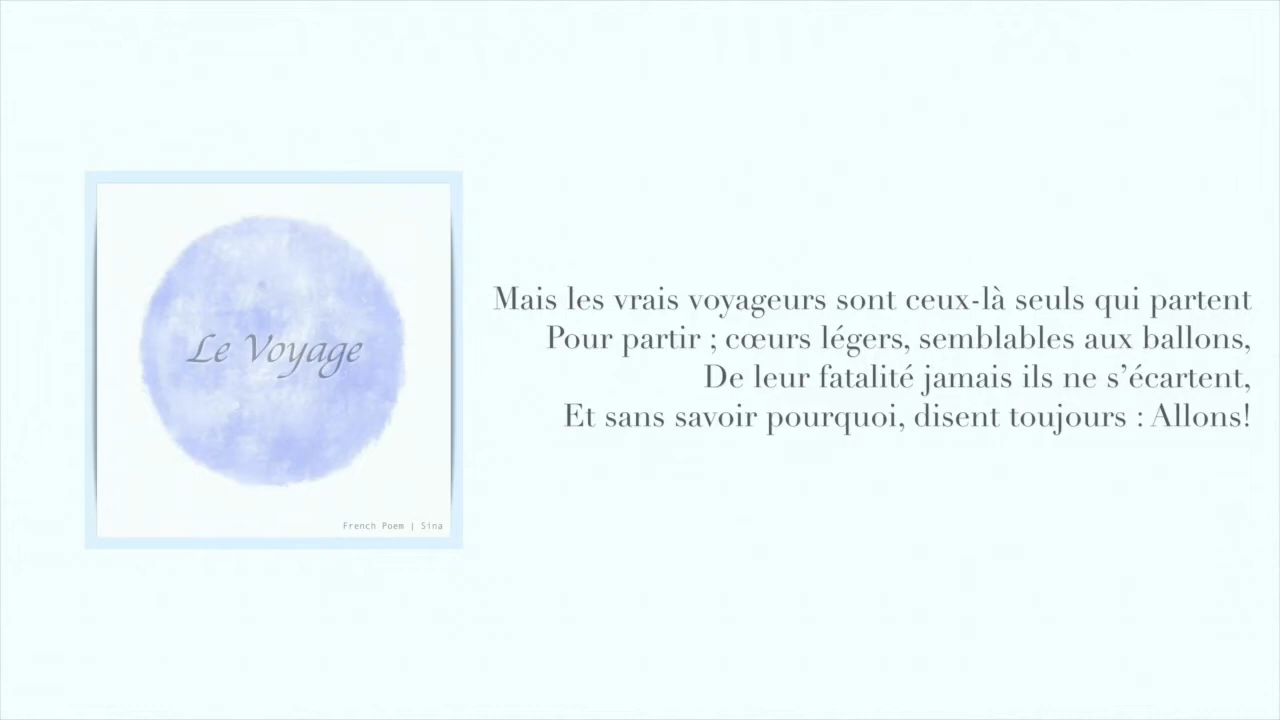 Le Voyage
French Poem | Sina
Mais les vrais voyageurs sont ceux-là seuls qui partent
Pour partir ; cœurs légers, semblables aux ballons,
De leur fatalité jamais ils ne s’écartent,
Et sans savoir pourquoi, disent toujours : Allons!